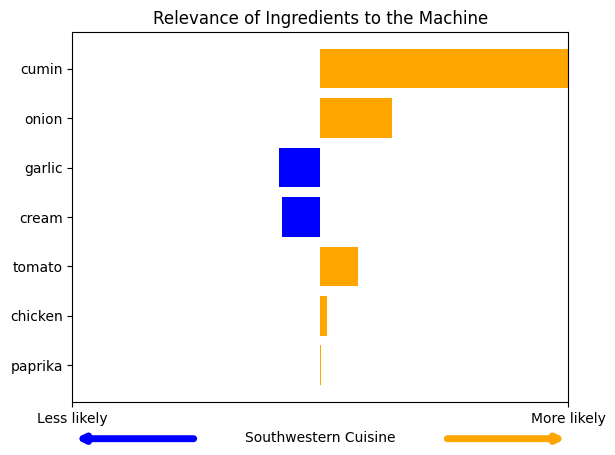 Relevance of Ingredients to the Machine
cumin
onion
garlic
cream
tomato
chicken
paprika
Less likely More likely
Southwestern Cuisine